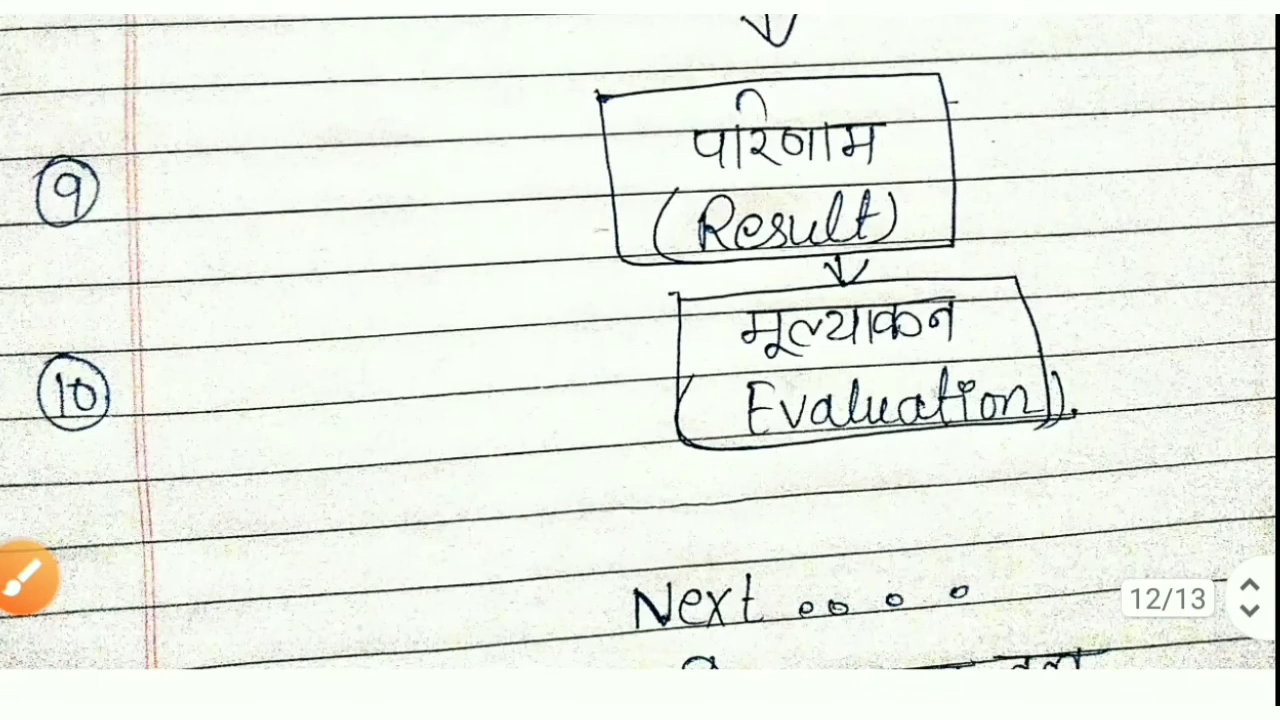 9
परिणाम
(Result)
10
मूल्याकन
(Evaluation)).
Next ....
12/13